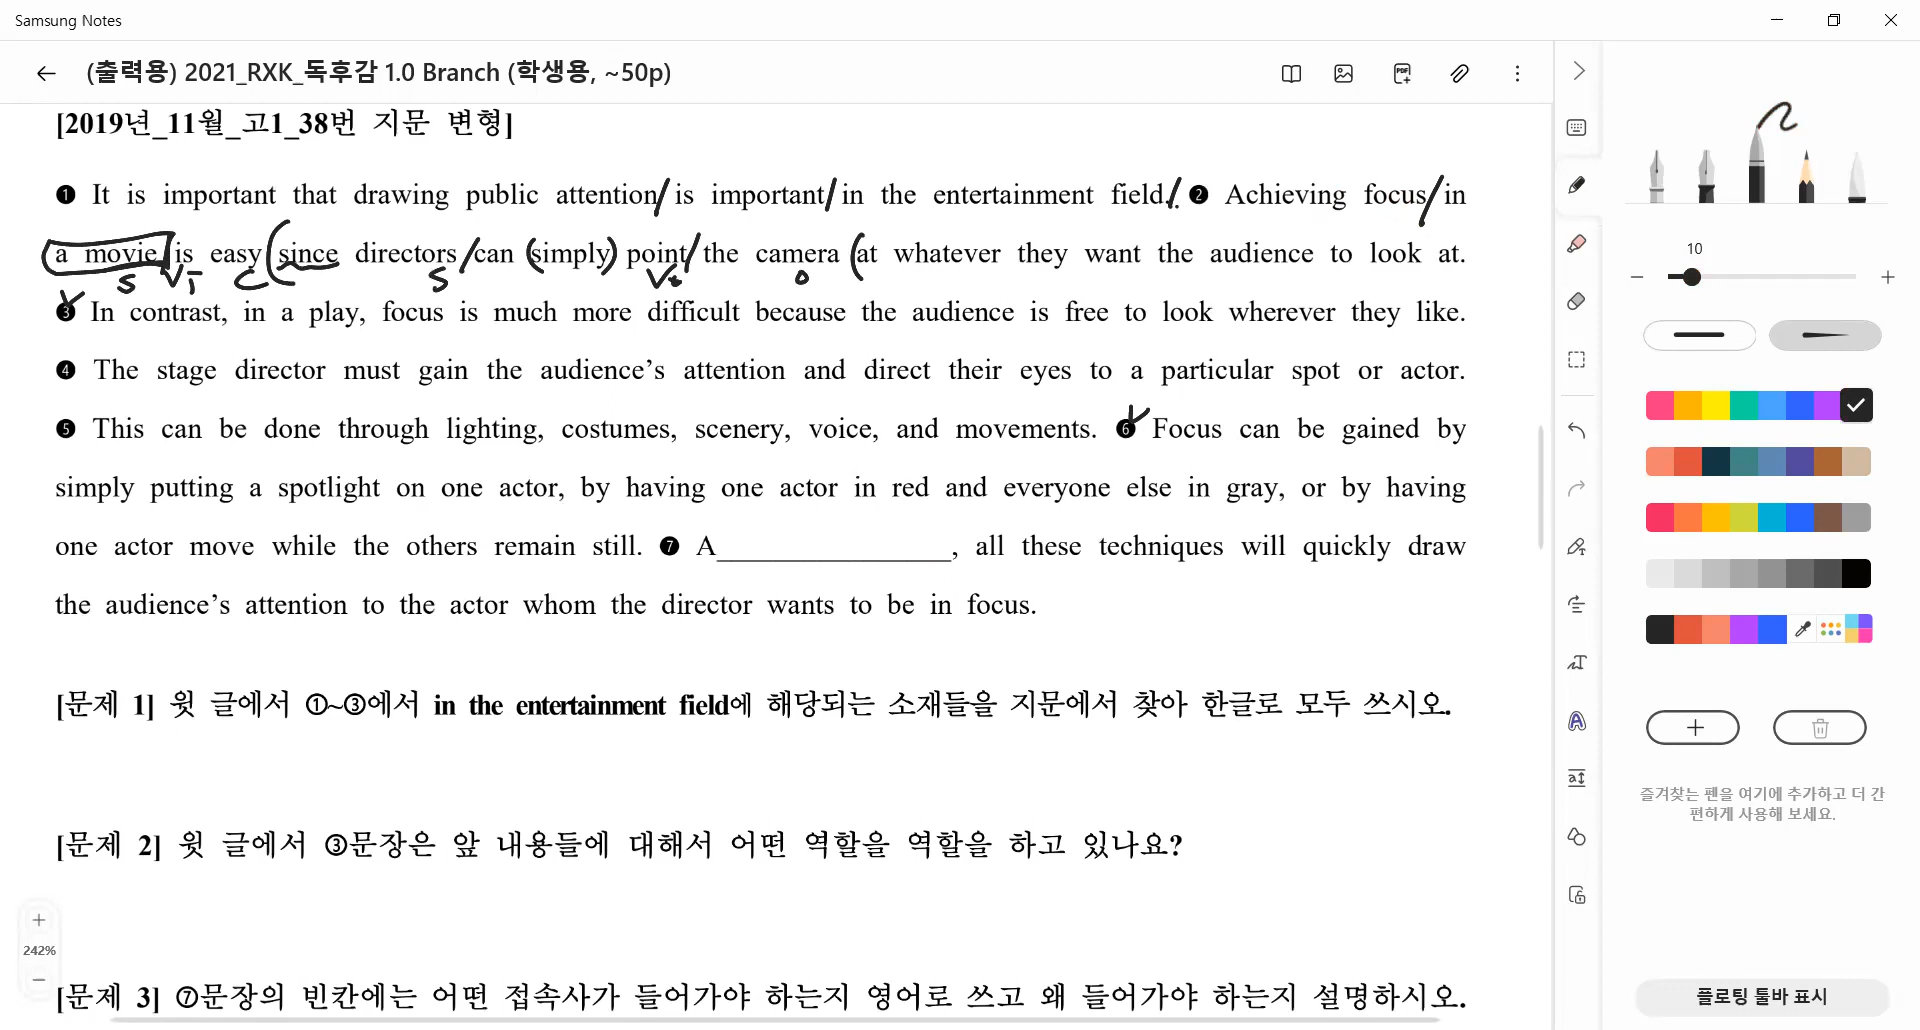 Samsung Notes
(출력용) 2021_RXK_독후감 1.0 Branch (학생용, ~50p)
[2019년_11월_고1_38번 지문 변형]
❶ It is important that drawing public attention/is important/in the entertainment field/. ❷ Achieving focus/in
a movie is easy (since directors/can (simply) point/the camera (at whatever they want the audience to look at.
S V₁ C S V₂ O
❸ In contrast, in a play, focus is much more difficult because the audience is free to look wherever they like.
❹ The stage director must gain the audience’s attention and direct their eyes to a particular spot or actor.
❺ This can be done through lighting, costumes, scenery, voice, and movements. ❻ Focus can be gained by
simply putting a spotlight on one actor, by having one actor in red and everyone else in gray, or by having
one actor move while the others remain still. ❼ A________________, all these techniques will quickly draw
the audience’s attention to the actor whom the director wants to be in focus.
[문제 1] 윗 글에서 ①~③에서 in the entertainment field에 해당되는 소재들을 지문에서 찾아 한글로 모두 쓰시오.
[문제 2] 윗 글에서 ③문장은 앞 내용들에 대해서 어떤 역할을 역할을 하고 있나요?
[문제 3] ⑦문장의 빈칸에는 어떤 접속사가 들어가야 하는지 영어로 쓰고 왜 들어가야 하는지 설명하시오.
242%
10
즐겨찾는 펜을 여기에 추가하고 더 간
편하게 사용해 보세요.
플로팅 툴바 표시